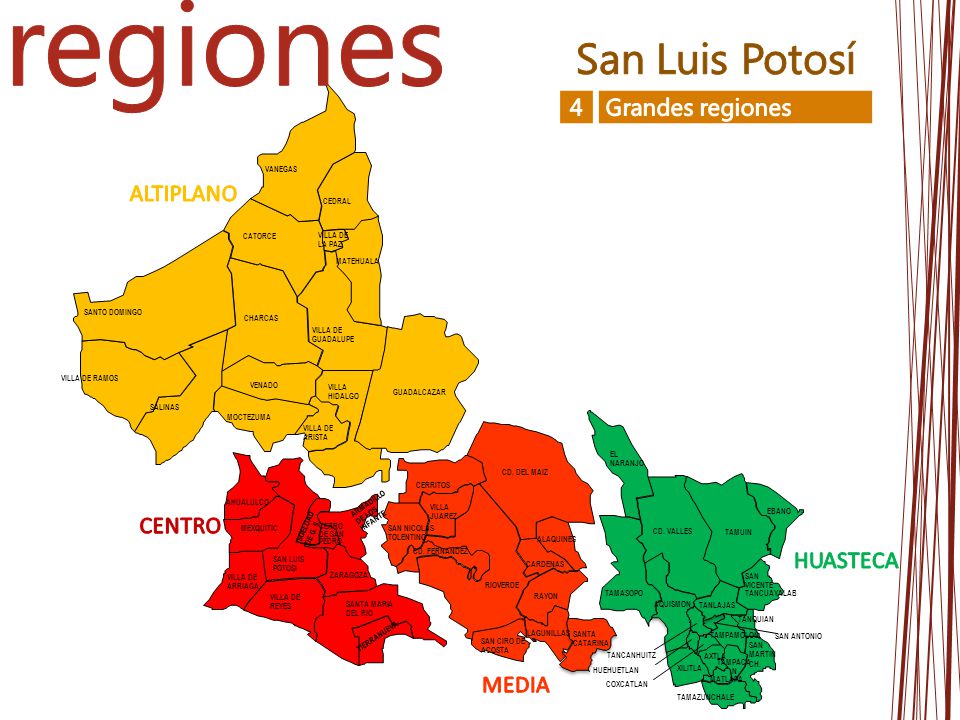 regiones
San Luis Potosí
4 Grandes regiones
ALTIPLANO
VANEGAS
CEDRAL
CATORCE
VILLA DE
LA PAZ
MATEHUALA
SANTO DOMINGO
CHARCAS
VILLA DE
GUADALUPE
VILLA DE RAMOS
SALINAS
VENADO
VILLA
HIDALGO
GUADALCAZAR
MOCTEZUMA
VILLA DE
ARISTA
CENTRO
AHUALULCO
MEXQUITIC
CERRO
DE SAN
PEDRO
ARMADILLO
DE LOS
INFANTE
SAN LUIS
POTOSI
ZARAGOZA
VILLA DE
ARRIAGA
VILLA DE
REYES
SANTA MARIA
DEL RIO
TIERRANUEVA
MEDIA
CD. DEL MAIZ
CERRITOS
VILLA
JUAREZ
SAN NICOLAS
TOLENTINO
CD. FERNANDEZ
ALAQUINES
CARDENAS
RIOVERDE
RAYON
LAGUNILLAS
SANTA
CATARINA
SAN CIRO DE
ACOSTA
HUASTECA
EL
NARANJO
EBANO
CD. VALLES
TAMUIN
TAMASOPO
SAN
VICENTE
TANCUAYALAB
AQUISMON
TANLAJAS
TANQUIAN
SAN ANTONIO
SAN
MARTIN
CH.
TANCANHUITZ
HUEHUETLAN
COXCATLAN
AXTLA
XILITLA
TAMPACA
N
TAMAZUNCHALE